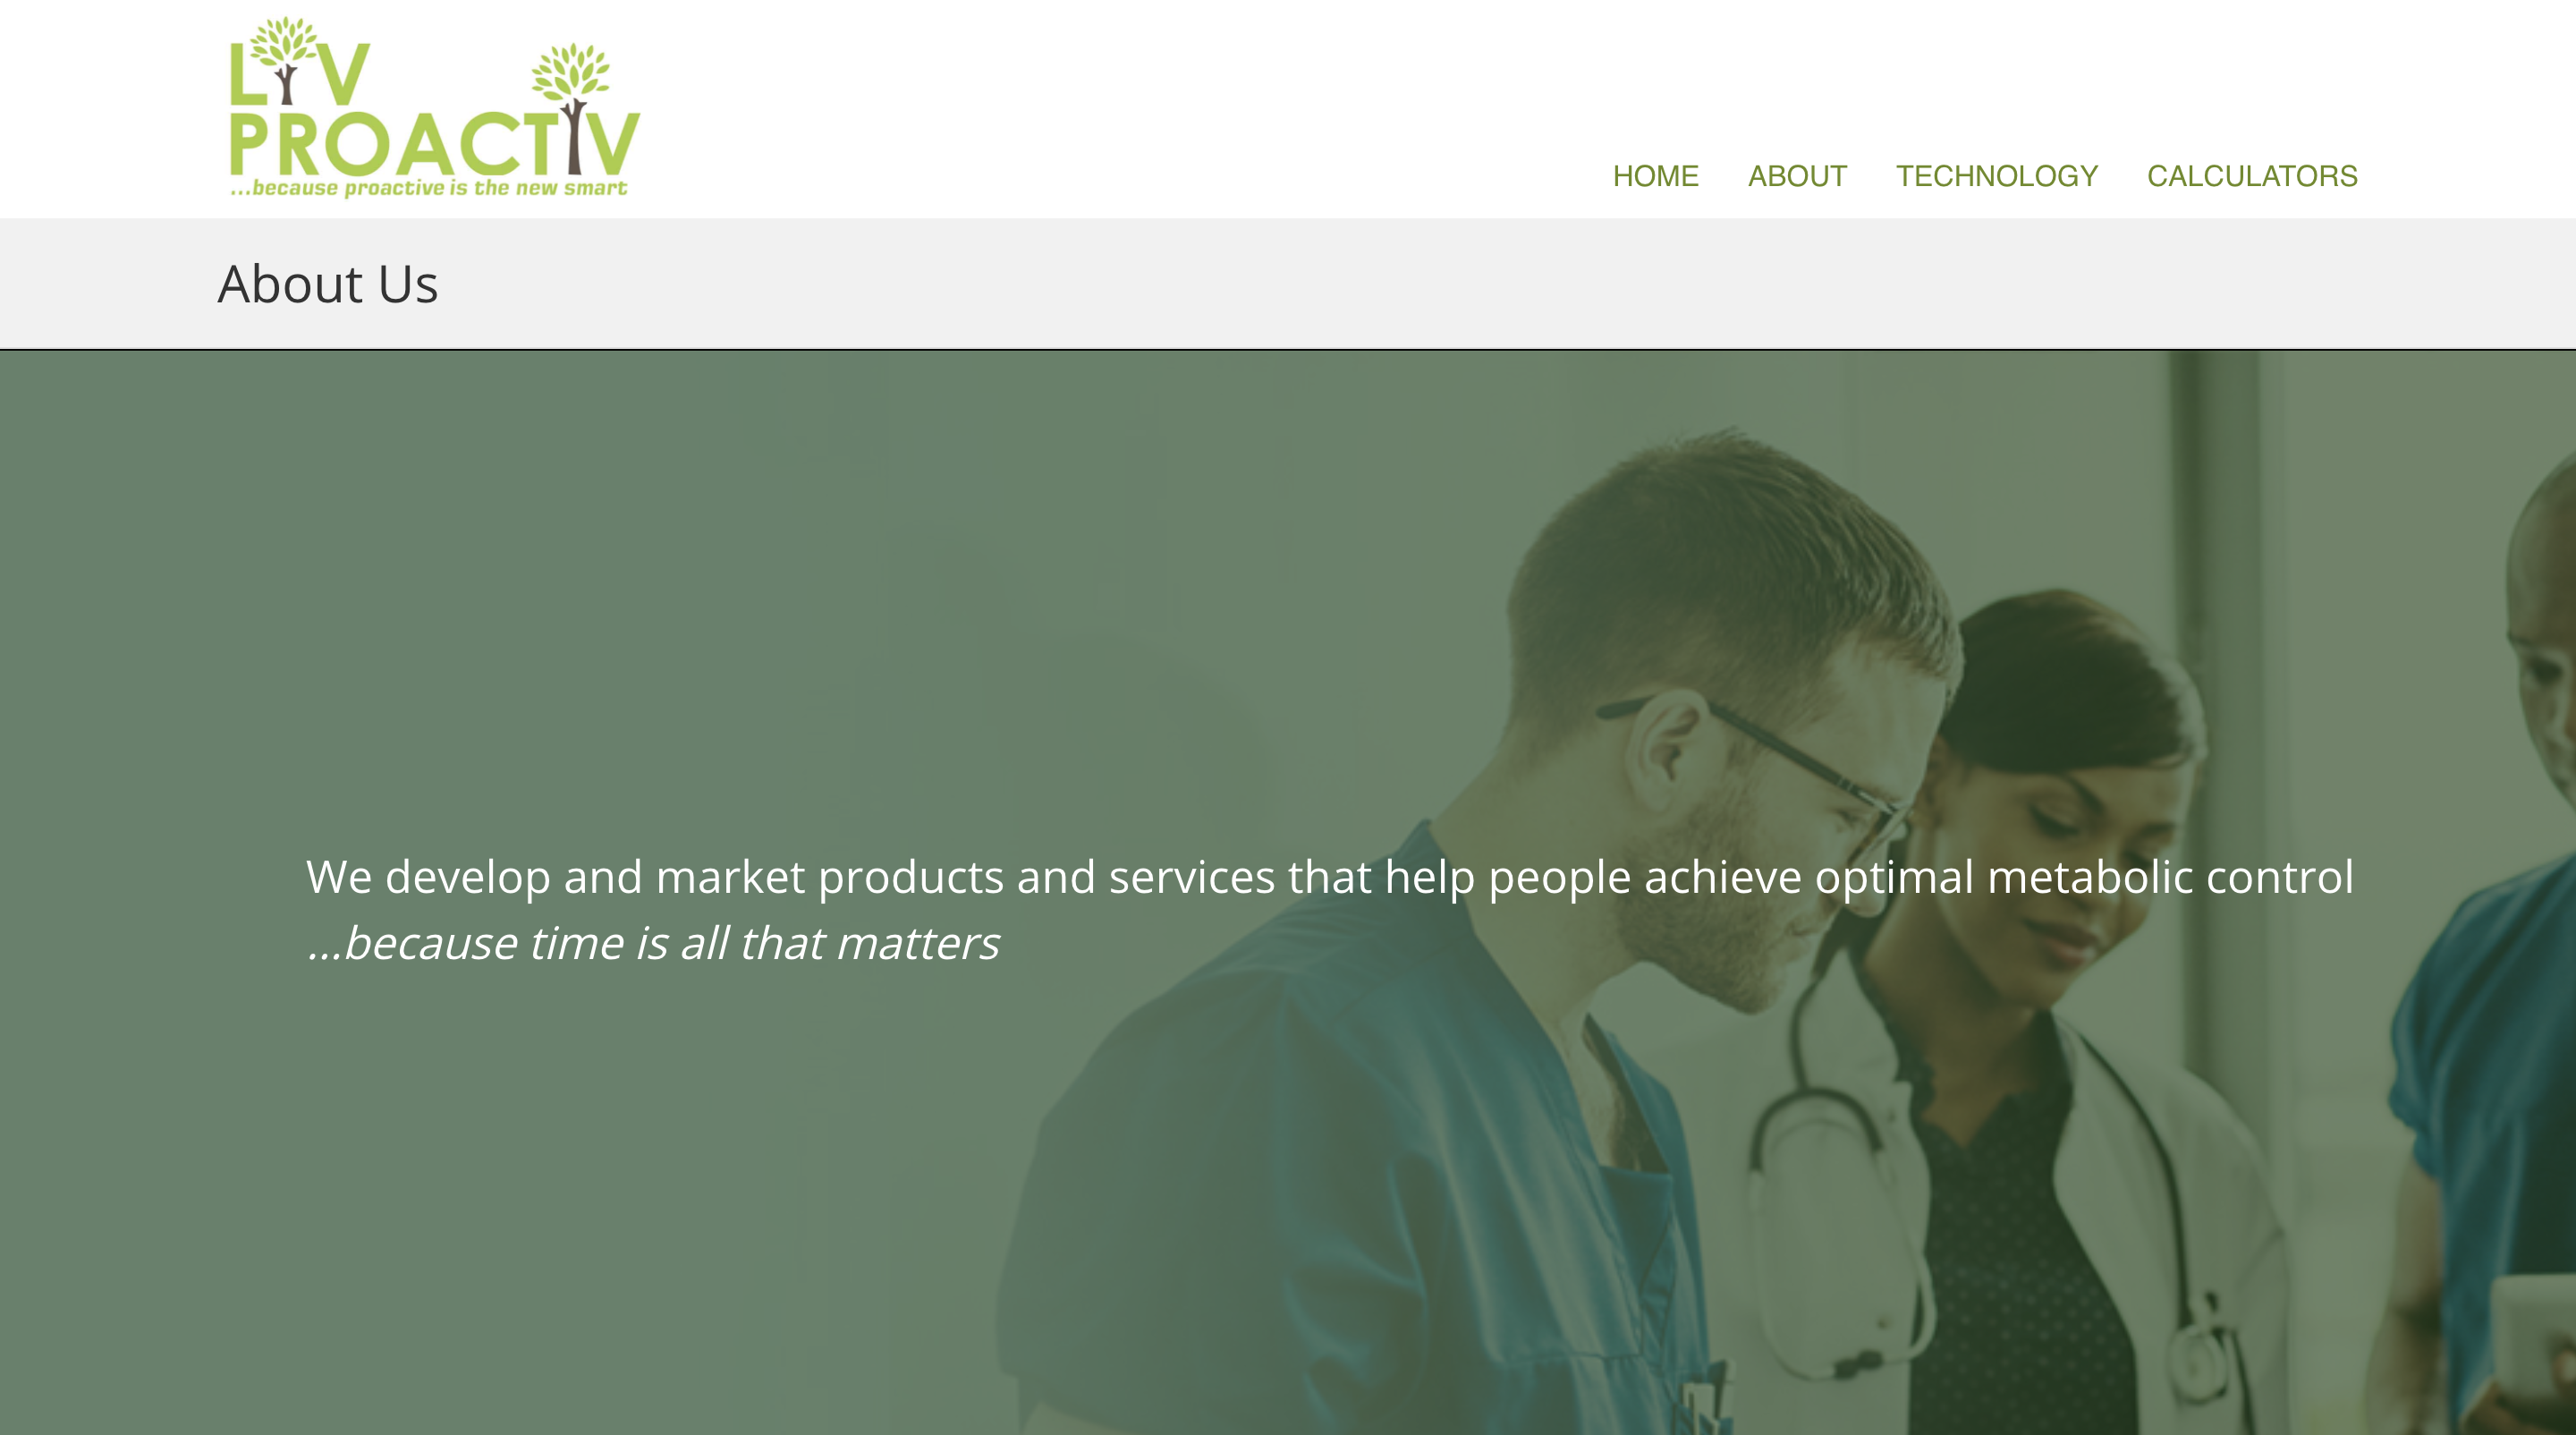 LIV
PROACTIV
...because proactive is the new smart
HOME ABOUT TECHNOLOGY CALCULATORS
About Us
We develop and market products and services that help people achieve optimal metabolic control
...because time is all that matters